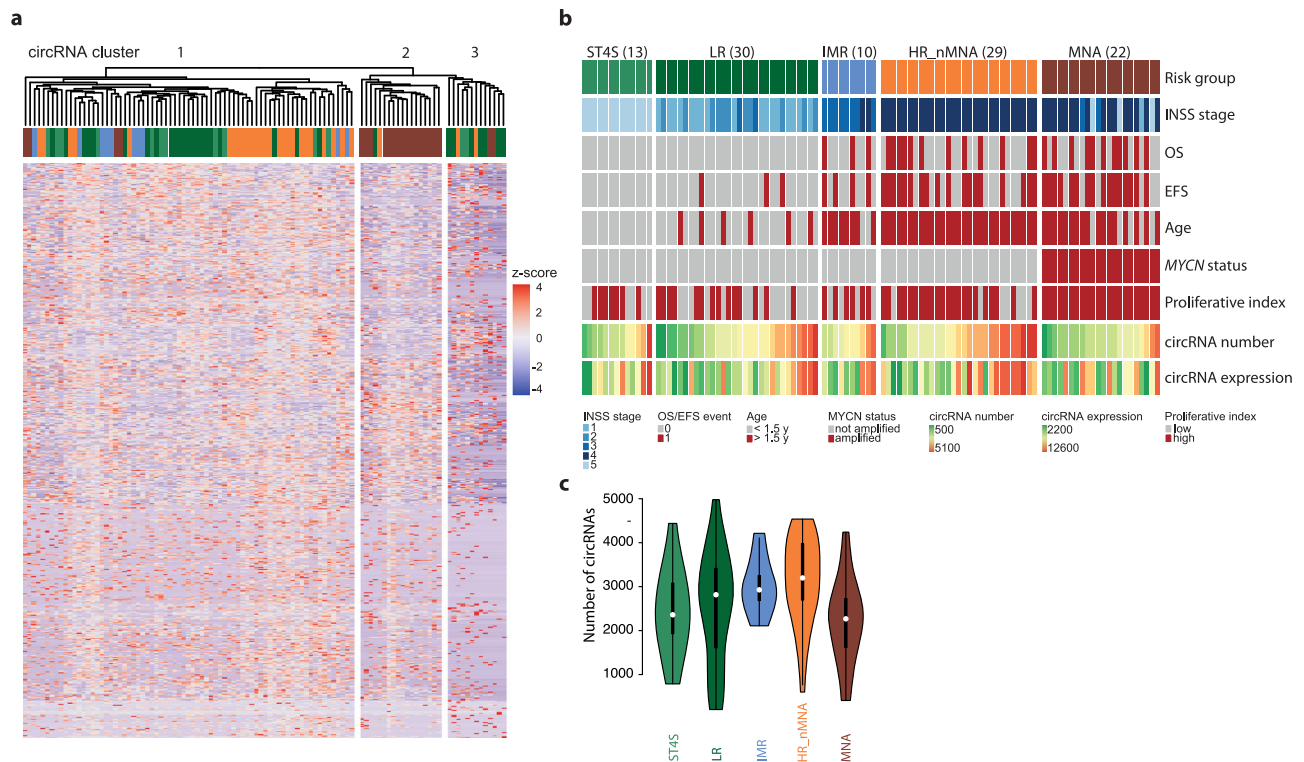 a
circRNA cluster 1 2 3
z-score
4
2
0
-2
-4
b
ST4S (13) LR (30) IMR (10) HR_nMNA (29) MNA (22)
Risk group
INSS stage
OS
EFS
Age
MYCN status
Proliferative index
circRNA number
circRNA expression
INSS stage
1
2
3
4
5
OS/EFS event
0
1
Age
< 1.5 y
> 1.5 y
MYCN status
not amplified
amplified
circRNA number
500
5100
circRNA expression
2200
12600
Proliferative index
low
high
c
Number of circRNAs
5000
-
4000
3000
2000
1000
ST4S
LR
IMR
HR_nMNA
MNA